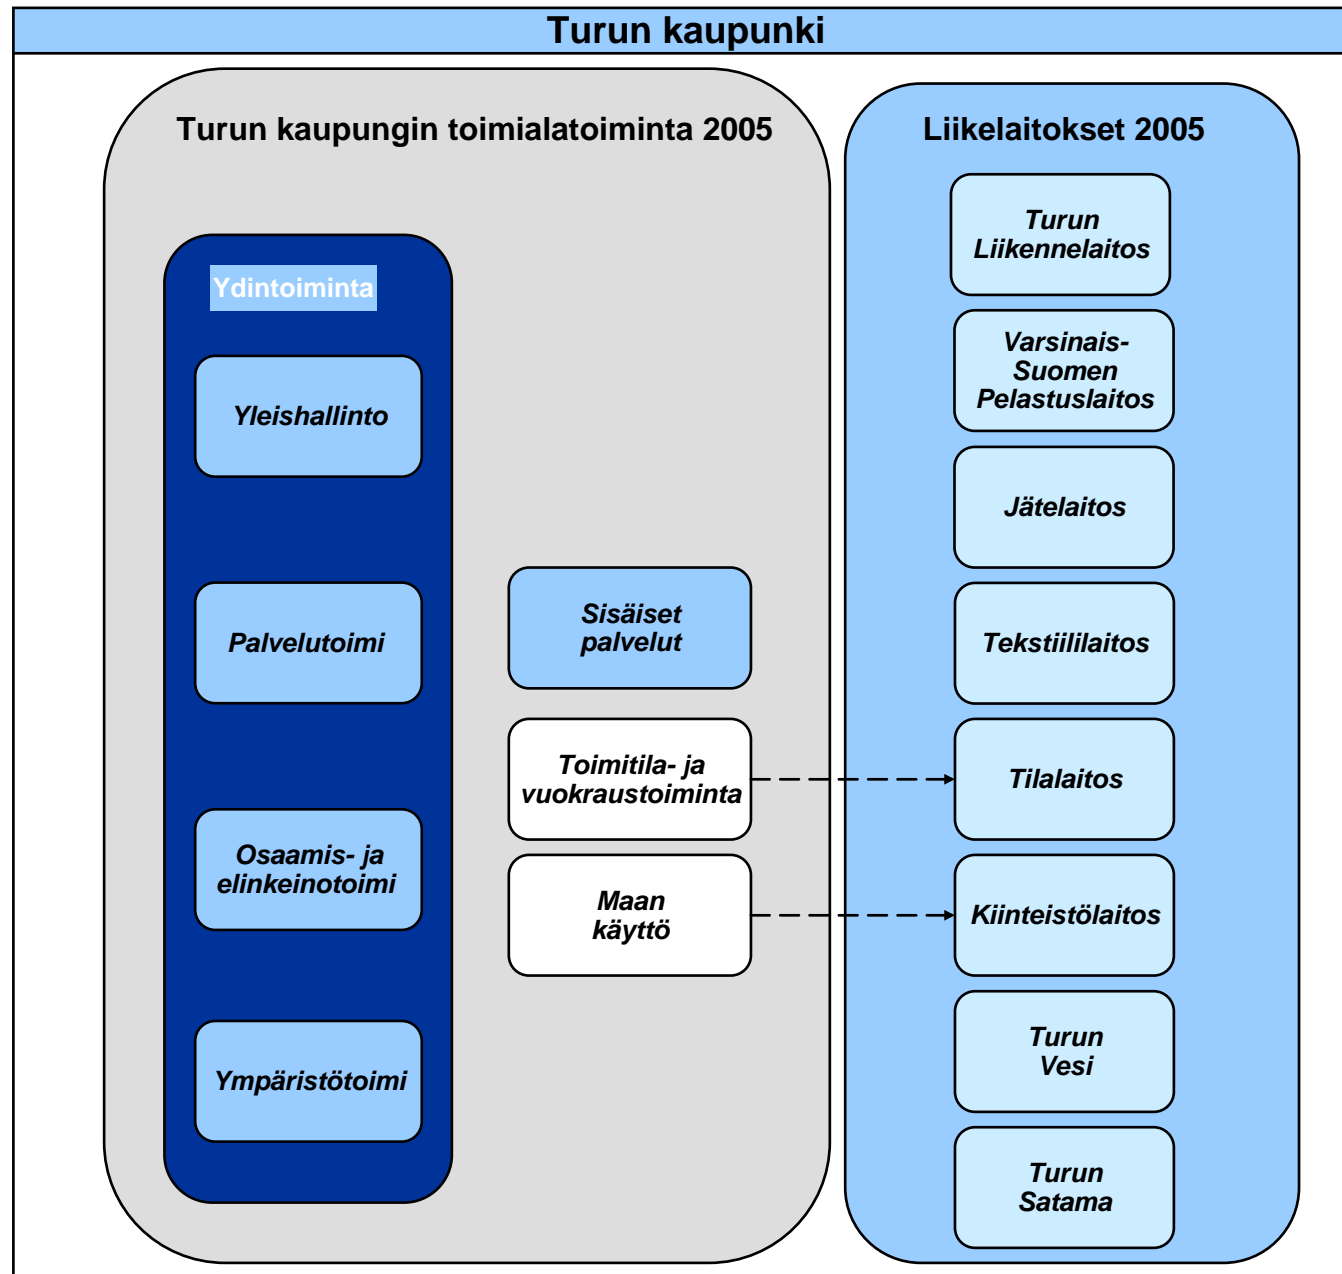 Turun kaupunki
Turun kaupungin toimialatoiminta 2005
Ydintoiminta
Yleishallinto
Palvelutoimi
Osaamis- ja
elinkeinotoimi
Ympäristötoimi
Sisäiset
palvelut
Toimitila- ja
vuokraustoiminta
Maan
käyttö
Liikelaitokset 2005
Turun
Liikennelaitos
Varsinais-
Suomen
Pelastuslaitos
Jätelaitos
Tekstiililaitos
Tilalaitos
Kiinteistölaitos
Turun
Vesi
Turun
Satama